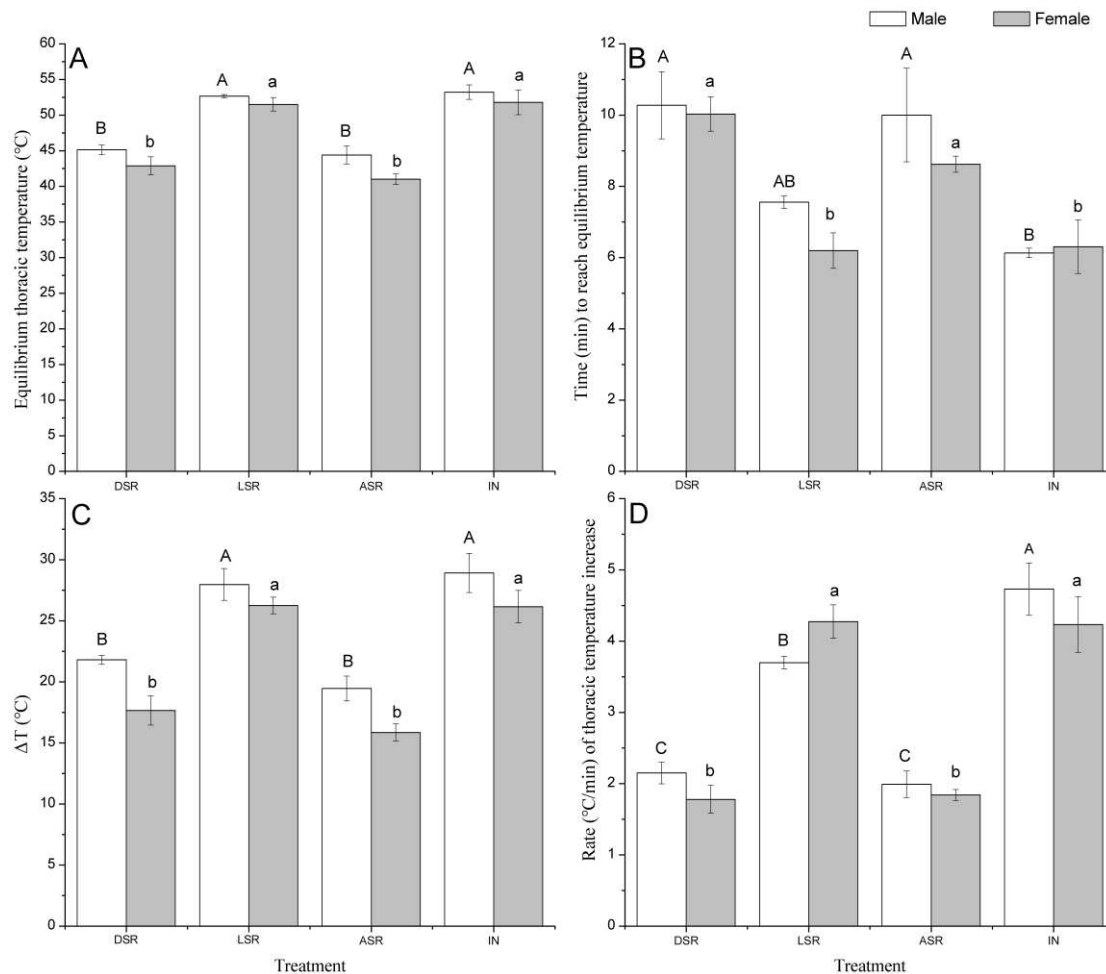 Male Female
A
Equilibrium thoracic temperature (℃)
60
55
50
45
40
35
30
25
20
15
10
5
0
B b
A a
B b
A a
DSR LSR ASR IN
B
Time (min) to reach equilibrium temperature
12
10
8
6
4
2
0
A a
AB b
A a
B b
DSR LSR ASR IN
C
ΔT (℃)
35
30
25
20
15
10
5
0
B b
A a
B b
A a
DSR LSR ASR IN
Treatment
D
Rate (℃/min) of thoracic temperature increase
6
5
4
3
2
1
0
C b
B a
C b
A a
DSR LSR ASR IN
Treatment